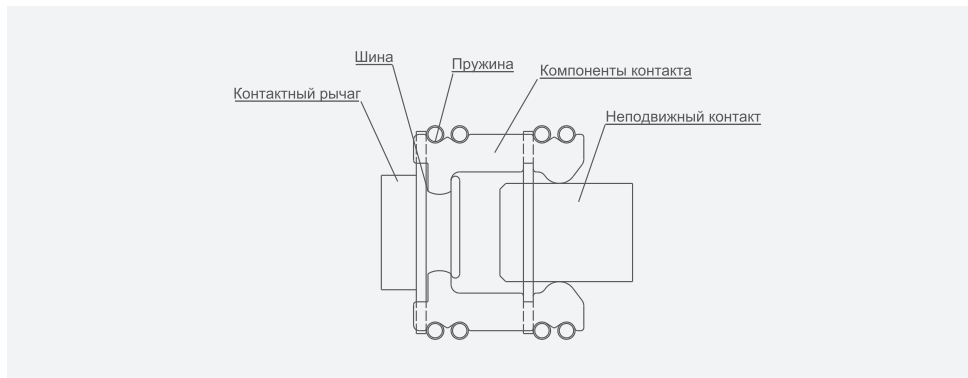 Шина
Пружина
Компоненты контакта
Контактный рычаг
Неподвижный контакт